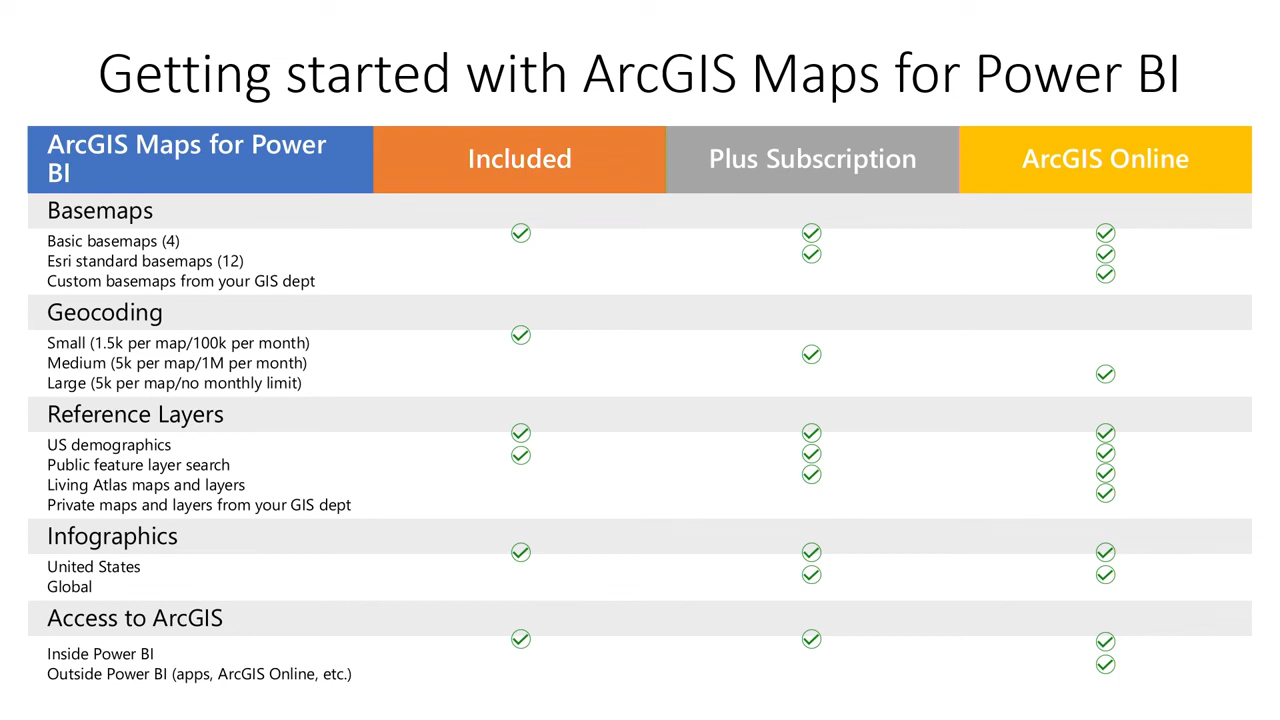 Getting started with ArcGIS Maps for Power BI
ArcGIS Maps for Power
BI
Included
Plus Subscription
ArcGIS Online
Basemaps
Basic basemaps (4)
Esri standard basemaps (12)
Custom basemaps from your GIS dept
Geocoding
Small (1.5k per map/100k per month)
Medium (5k per map/1M per month)
Large (5k per map/no monthly limit)
Reference Layers
US demographics
Public feature layer search
Living Atlas maps and layers
Private maps and layers from your GIS dept
Infographics
United States
Global
Access to ArcGIS
Inside Power BI
Outside Power BI (apps, ArcGIS Online, etc.)